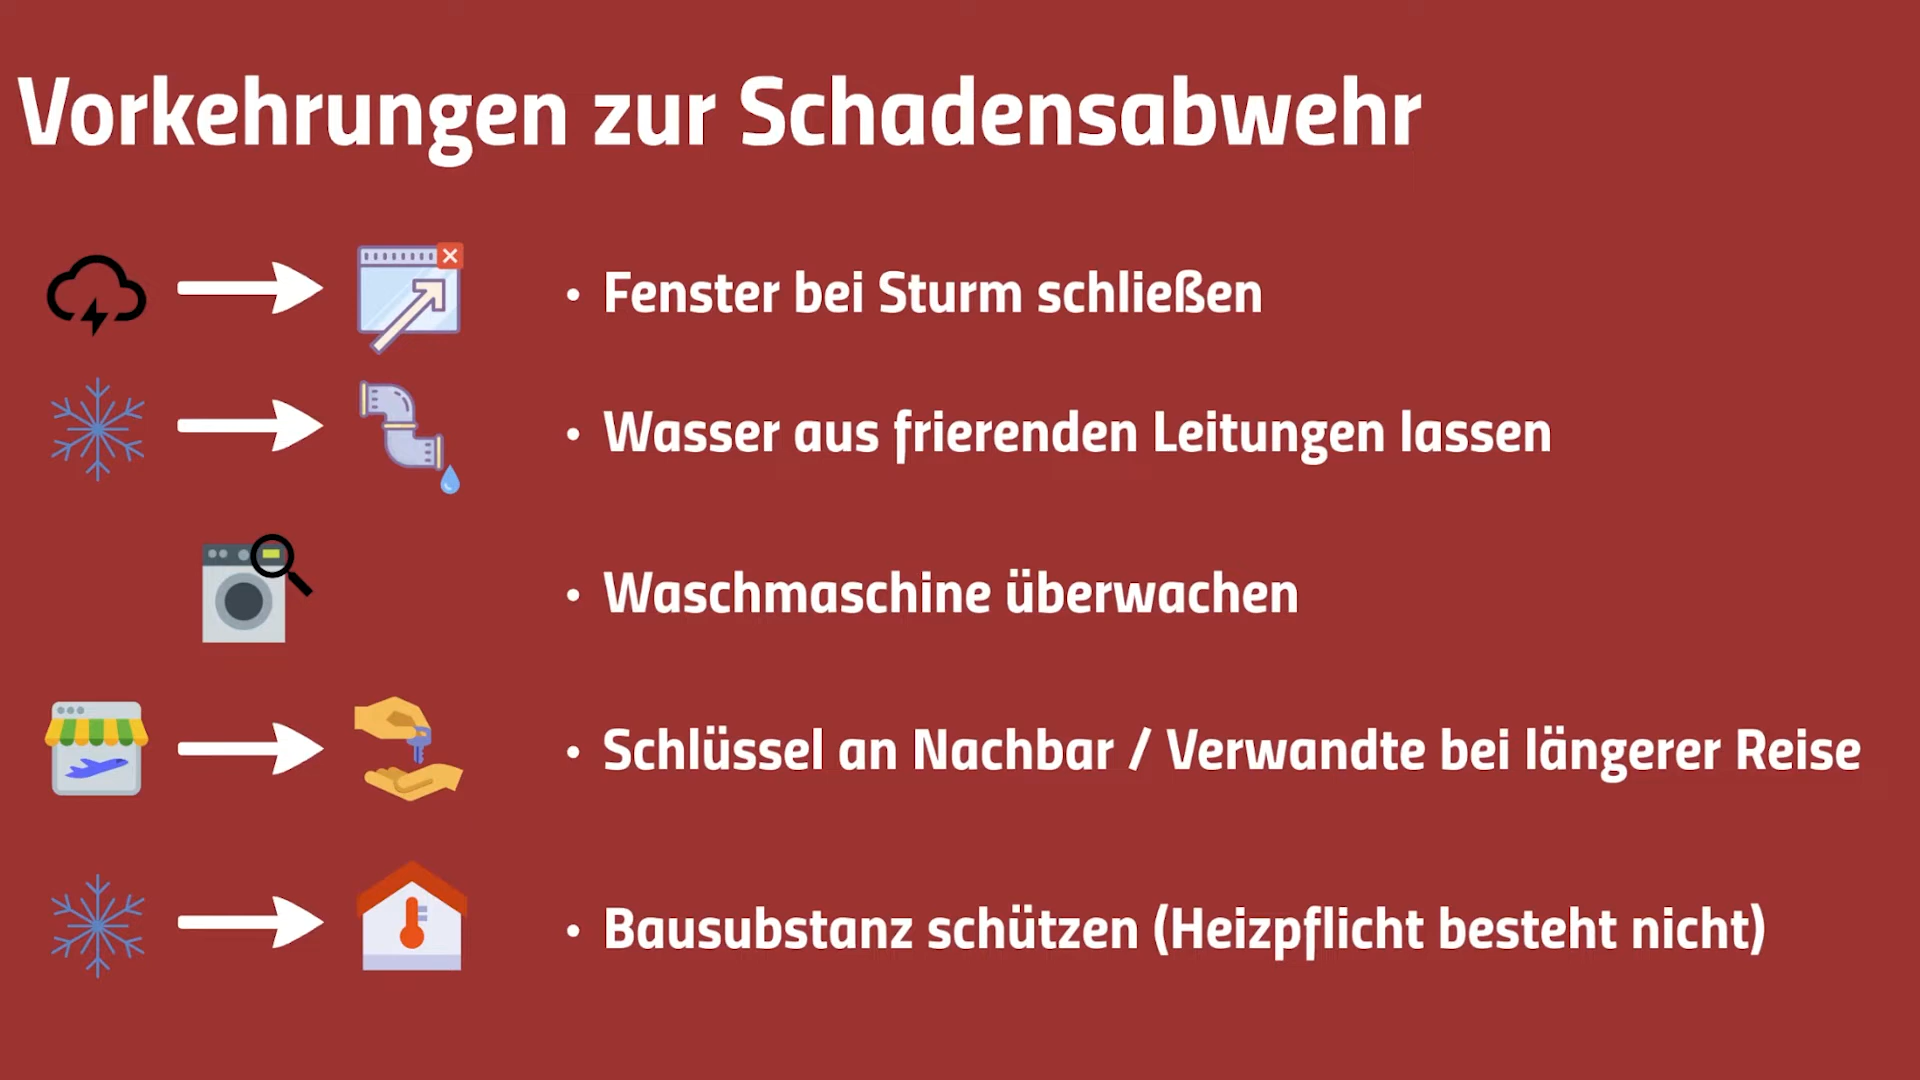 Vorkehrungen zur Schadensabwehr
• Fenster bei Sturm schließen
• Wasser aus frierenden Leitungen lassen
• Waschmaschine überwachen
• Schlüssel an Nachbar / Verwandte bei längerer Reise
• Bausubstanz schützen (Heizpflicht besteht nicht)